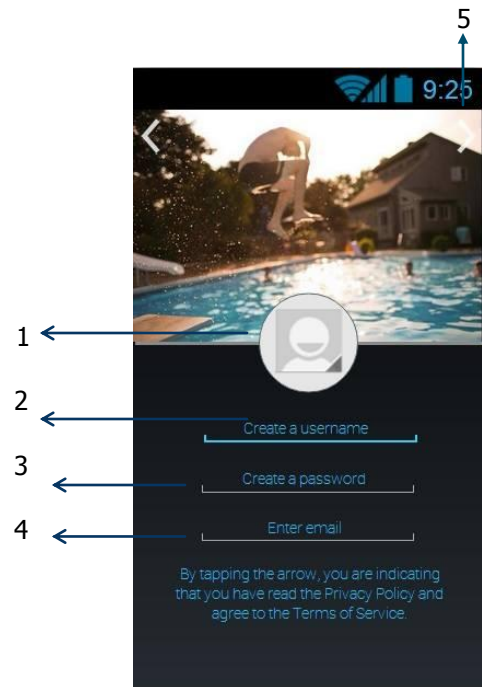 5
9:25
1
2
Create a username
3
Create a password
4
Enter email
By tapping the arrow, you are indicating
that you have read the Privacy Policy and
agree to the Terms of Service.